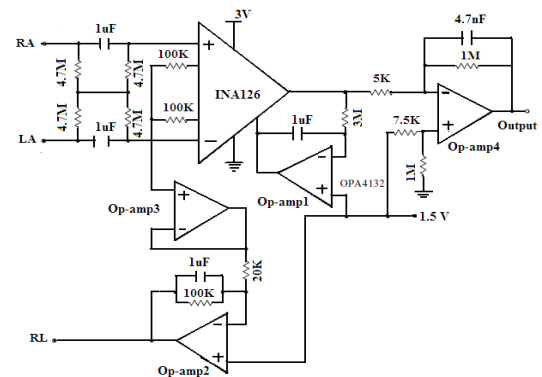 3V
1uF
4.7nF
RA
100K
1M
4.7M
4.7M
INA126
5K
100K
1uF
3M
7.5K
Output
4.7M
4.7M
1uF
LA
Op-amp4
OPA4132
1M
Op-amp3
Op-amp1
1.5 V
1uF
20K
100K
RL
Op-amp2